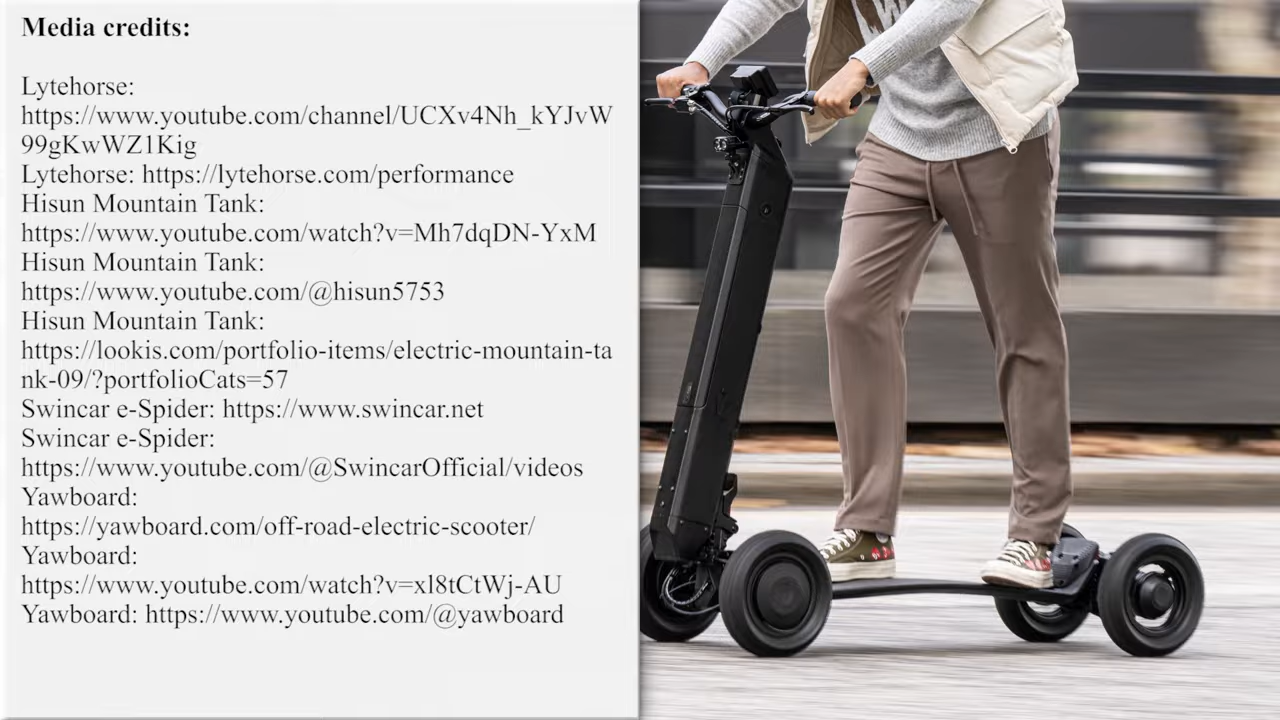 Media credits:
Lytehorse:
https://www.youtube.com/channel/UCXv4Nh_kYJvW
99gKwWZ1Kig
Lytehorse: https://lytehorse.com/performance
Hisun Mountain Tank:
https://www.youtube.com/watch?v=Mh7dqDN-YxM
Hisun Mountain Tank:
https://www.youtube.com/@hisun5753
Hisun Mountain Tank:
https://lookis.com/portfolio-items/electric-mountain-ta
nk-09/?portfolioCats=57
Swincar e-Spider: https://www.swincar.net
Swincar e-Spider:
https://www.youtube.com/@SwincarOfficial/videos
Yawboard:
https://yawboard.com/off-road-electric-scooter/
Yawboard:
https://www.youtube.com/watch?v=xl8tCtWj-AU
Yawboard: https://www.youtube.com/@yawboard